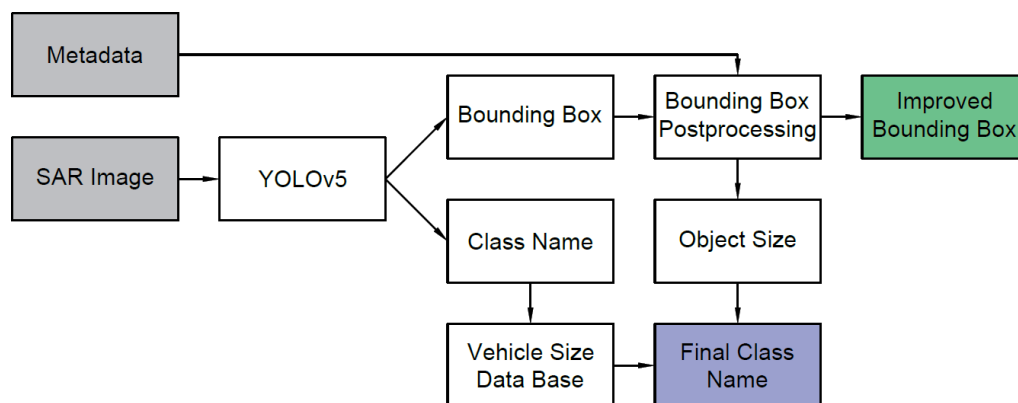 Metadata
SAR Image
YOLOv5
Bounding Box
Bounding Box
Postprocessing
Improved
Bounding Box
Class Name
Object Size
Vehicle Size
Data Base
Final Class
Name